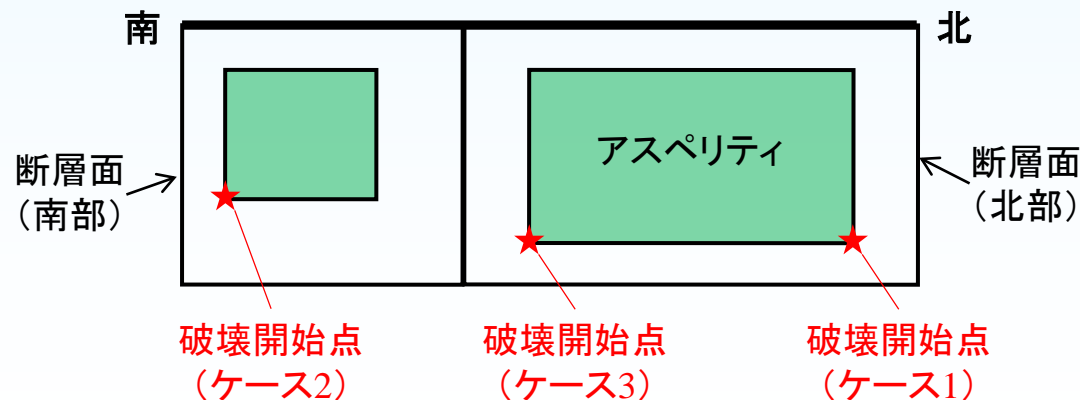 南
北
アスペリティ
断層面
（南部）
断層面
（北部）
破壊開始点
（ケース2）
破壊開始点
（ケース3）
破壊開始点
（ケース1）